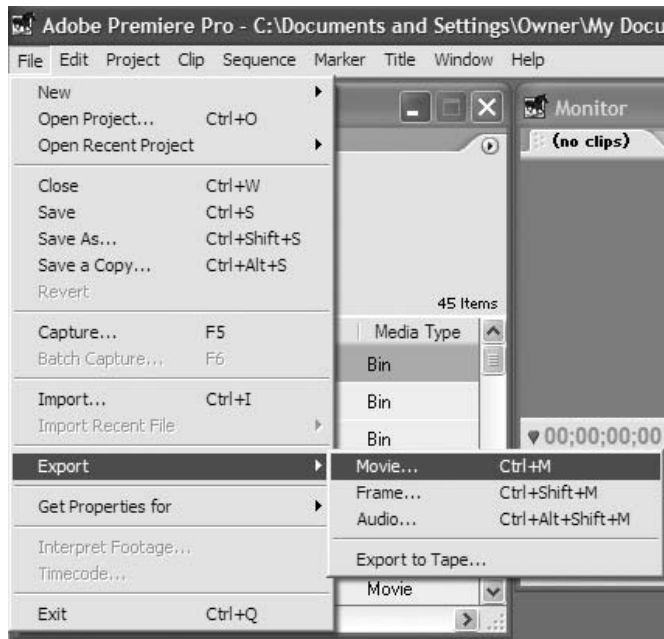 Adobe Premiere Pro - C:\Documents and Settings\Owner\My Docu
File Edit Project Clip Sequence Marker Title Window Help
New
Open Project... Ctrl+O
Open Recent Project
Close Ctrl+W
Save Ctrl+S
Save As... Ctrl+Shift+S
Save a Copy... Ctrl+Alt+S
Revert
Capture... F5
Batch Capture... F6
Import... Ctrl+I
Import Recent File
Export
Get Properties for
Interpret Footage...
Timecode...
Exit Ctrl+Q
Movie... Ctrl+M
Frame... Ctrl+Shift+M
Audio... Ctrl+Alt+Shift+M
Export to Tape...
45 Items
Media Type
Bin
Bin
Bin
Movie
Monitor
(no clips)
00;00;00;00